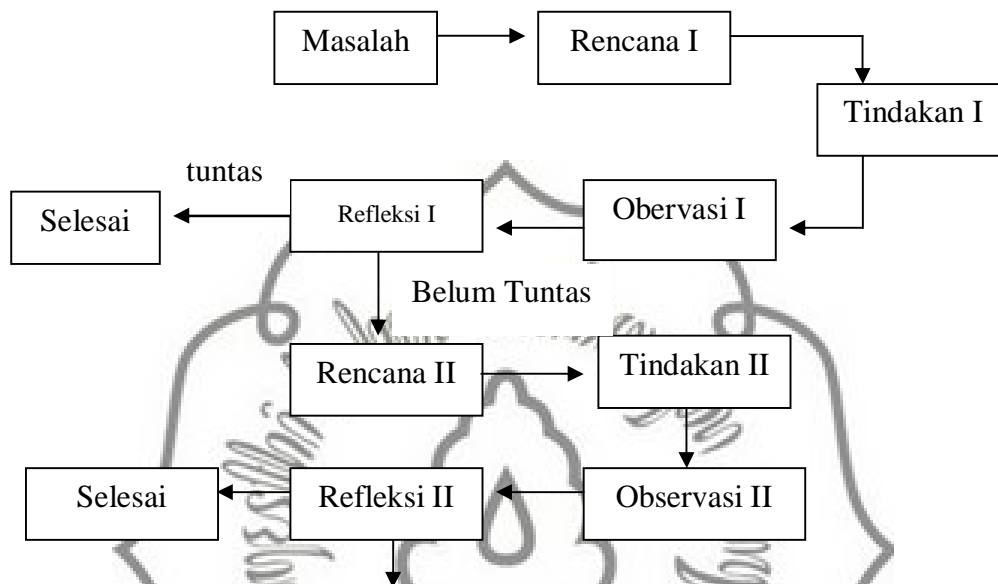 Masalah
Rencana I
Tindakan I
tuntas
Selesai
Refleksi I
Obervasi I
Belum Tuntas
Rencana II
Tindakan II
Selesai
Refleksi II
Observasi II